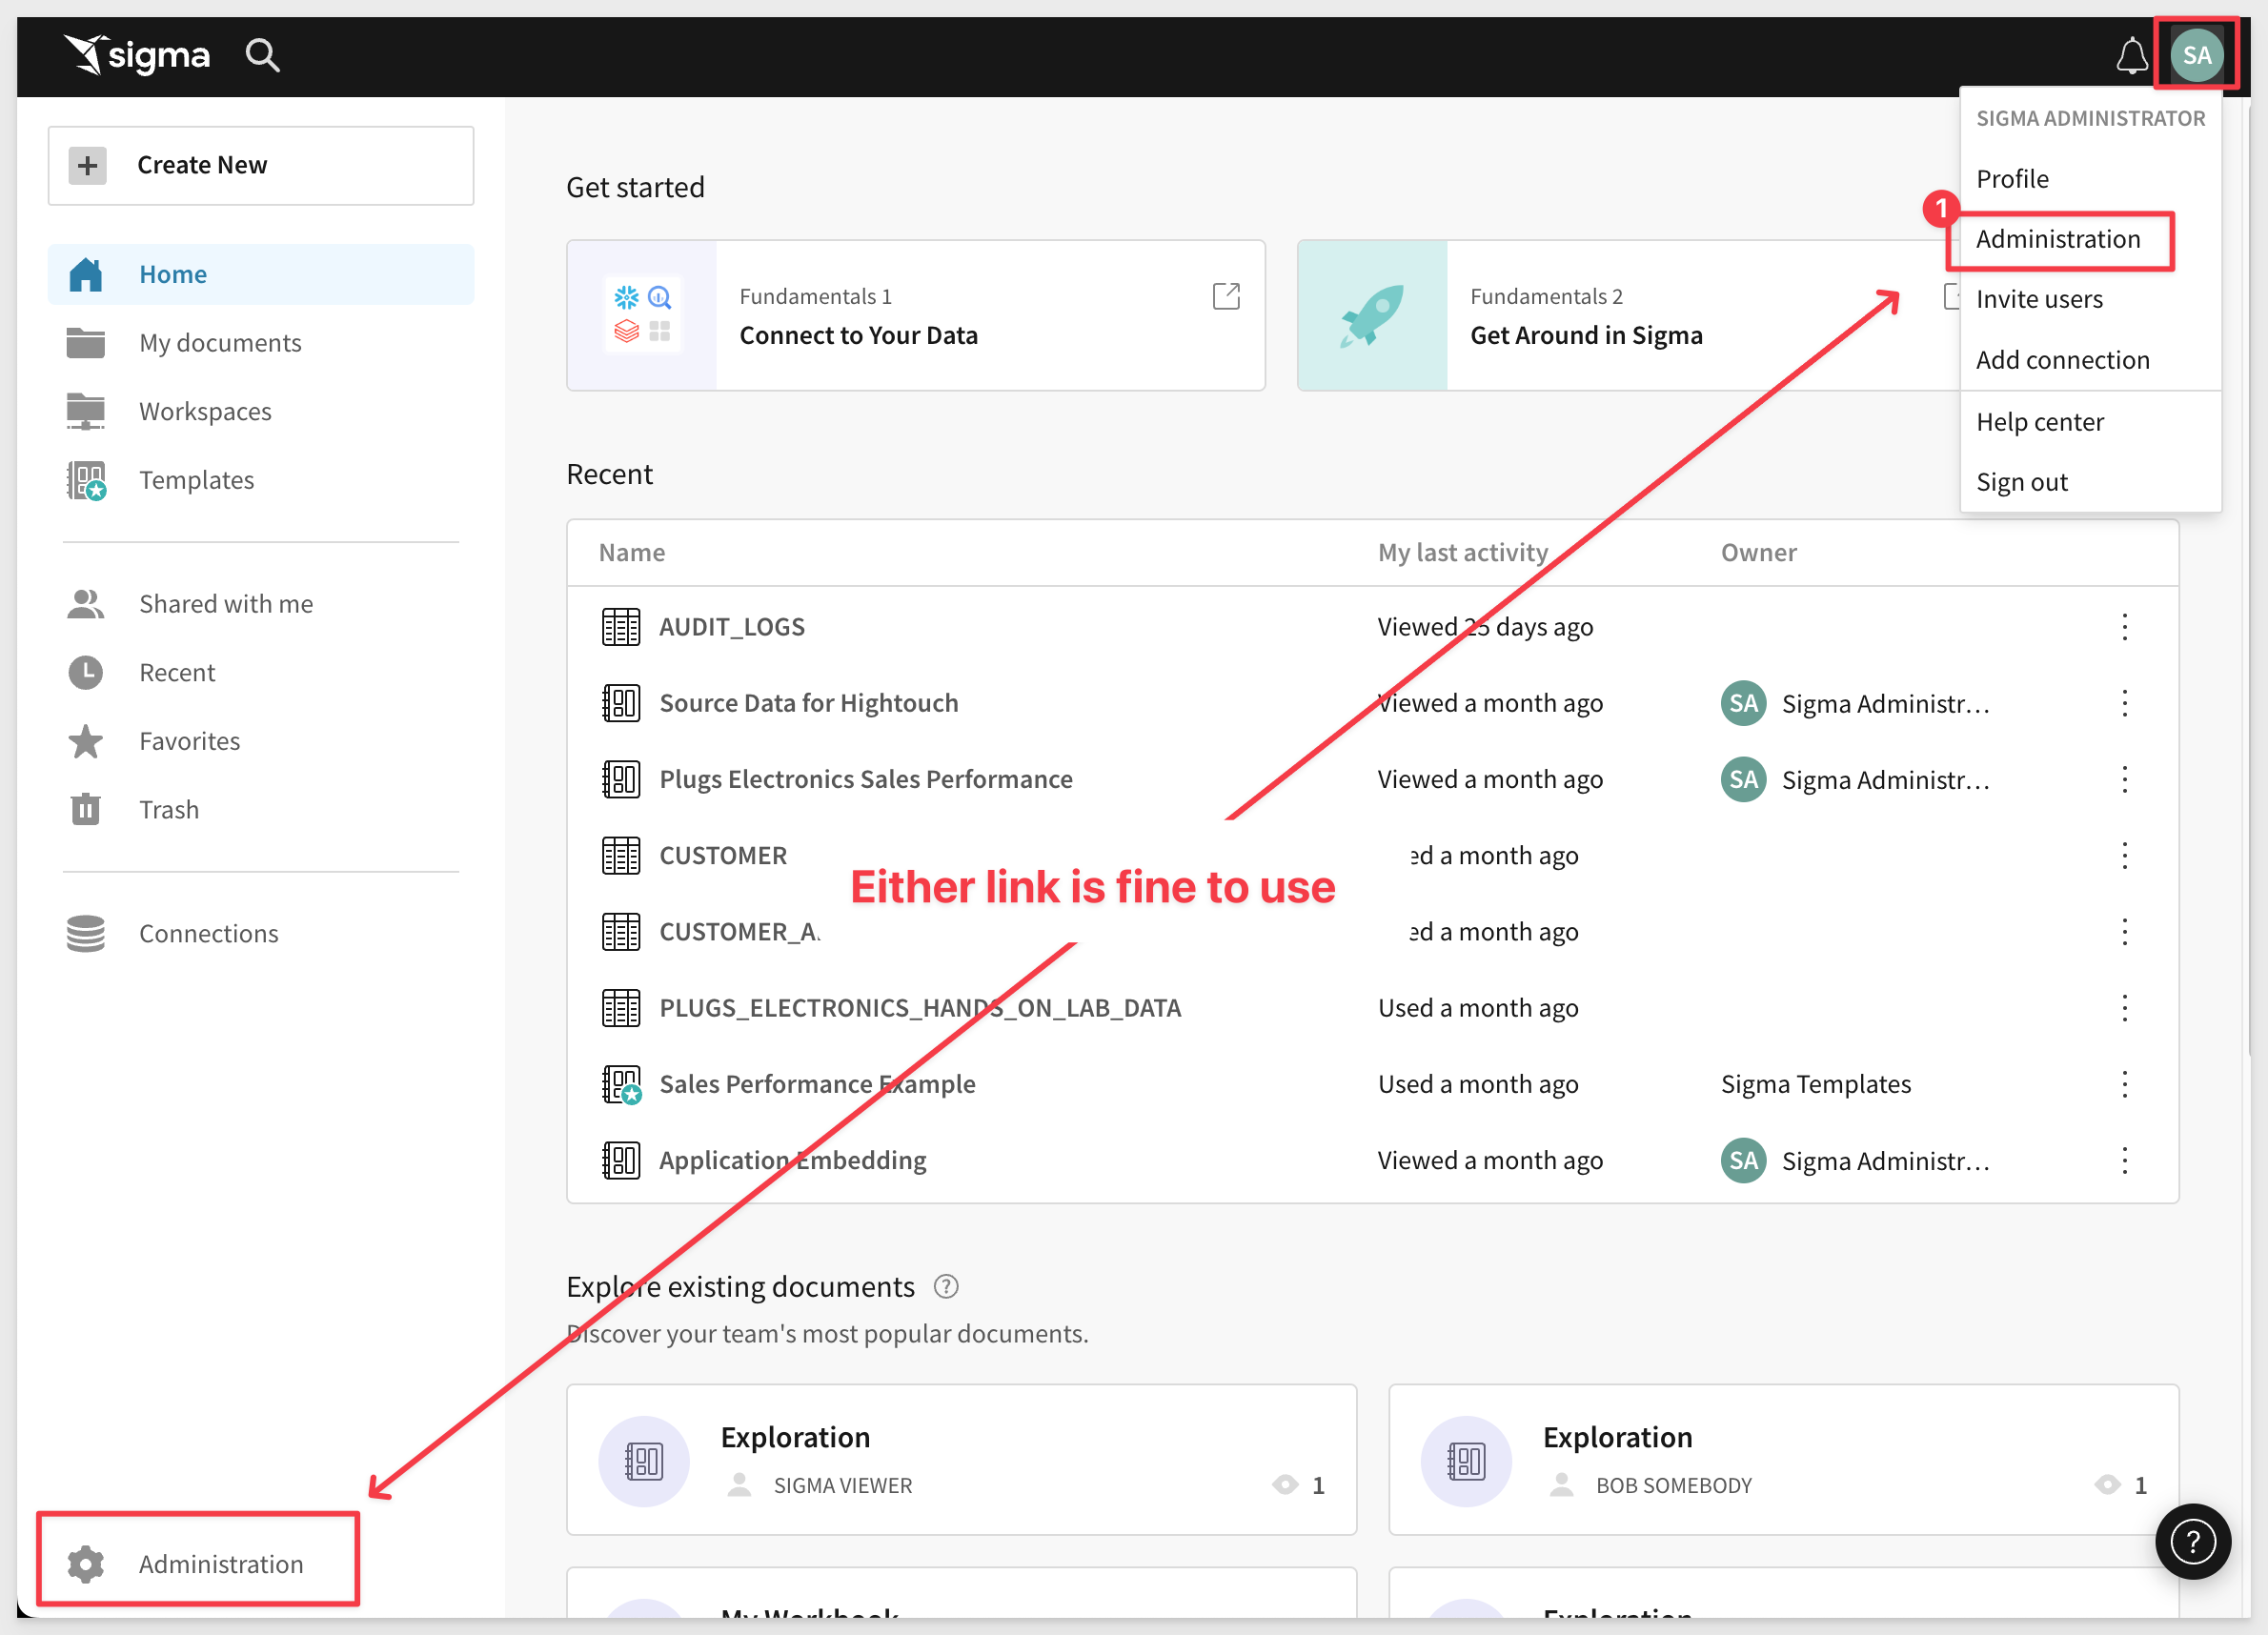 sigma
SA
SIGMA ADMINISTRATOR
Profile
1
Administration
Invite users
Add connection
Help center
Sign out
Create New
Home
My documents
Workspaces
Templates
Shared with me
Recent
Favorites
Trash
Connections
Administration
Get started
Fundamentals 1
Connect to Your Data
Fundamentals 2
Get Around in Sigma
Recent
Name My last activity Owner
AUDIT_LOGS Viewed 25 days ago
Source Data for Hightouch Viewed a month ago SA Sigma Administr...
Plugs Electronics Sales Performance Viewed a month ago SA Sigma Administr...
CUSTOMER ed a month ago
Either link is fine to use
CUSTOMER_A ed a month ago
PLUGS_ELECTRONICS_HANDS_ON_LAB_DATA Used a month ago
Sales Performance Example Used a month ago Sigma Templates
Application Embedding Viewed a month ago SA Sigma Administr...
Explore existing documents ?
Discover your team's most popular documents.
Exploration
SIGMA VIEWER 1
Exploration
BOB SOMEBODY 1
?
My Workbook
Exploration